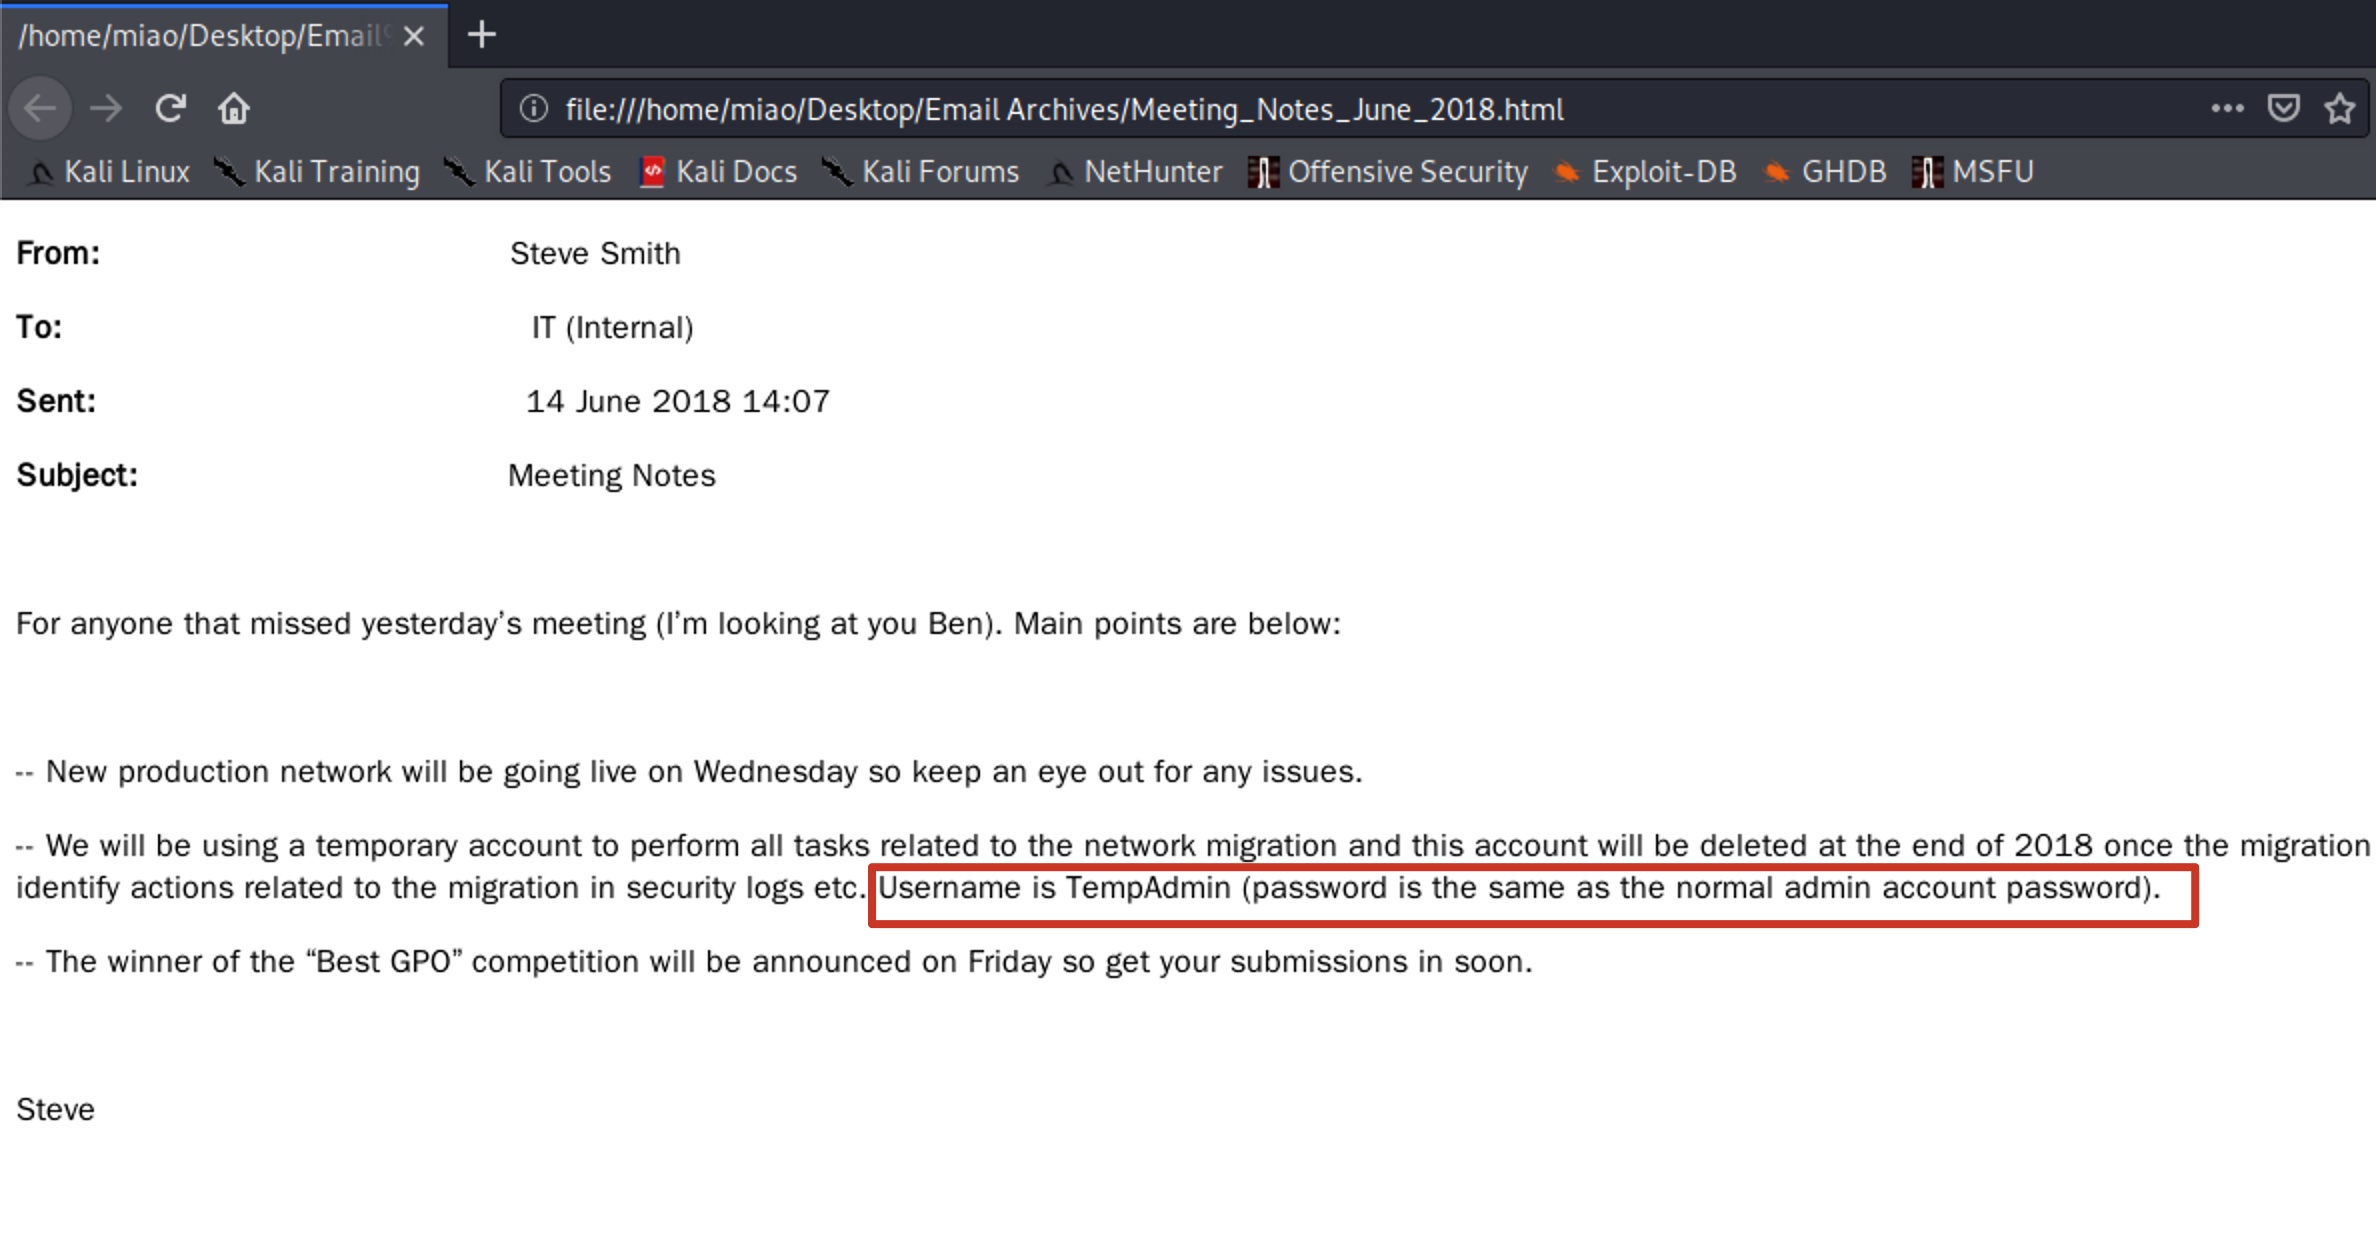 /home/miao/Desktop/Email
file:///home/miao/Desktop/Email Archives/Meeting_Notes_June_2018.html
Kali Linux Kali Training Kali Tools Kali Docs Kali Forums NetHunter Offensive Security Exploit-DB GHDB MSFU
From: Steve Smith
To: IT (Internal)
Sent: 14 June 2018 14:07
Subject: Meeting Notes
For anyone that missed yesterday’s meeting (I’m looking at you Ben). Main points are below:
-- New production network will be going live on Wednesday so keep an eye out for any issues.
-- We will be using a temporary account to perform all tasks related to the network migration and this account will be deleted at the end of 2018 once the migration
identify actions related to the migration in security logs etc. Username is TempAdmin (password is the same as the normal admin account password).
-- The winner of the “Best GPO” competition will be announced on Friday so get your submissions in soon.
Steve